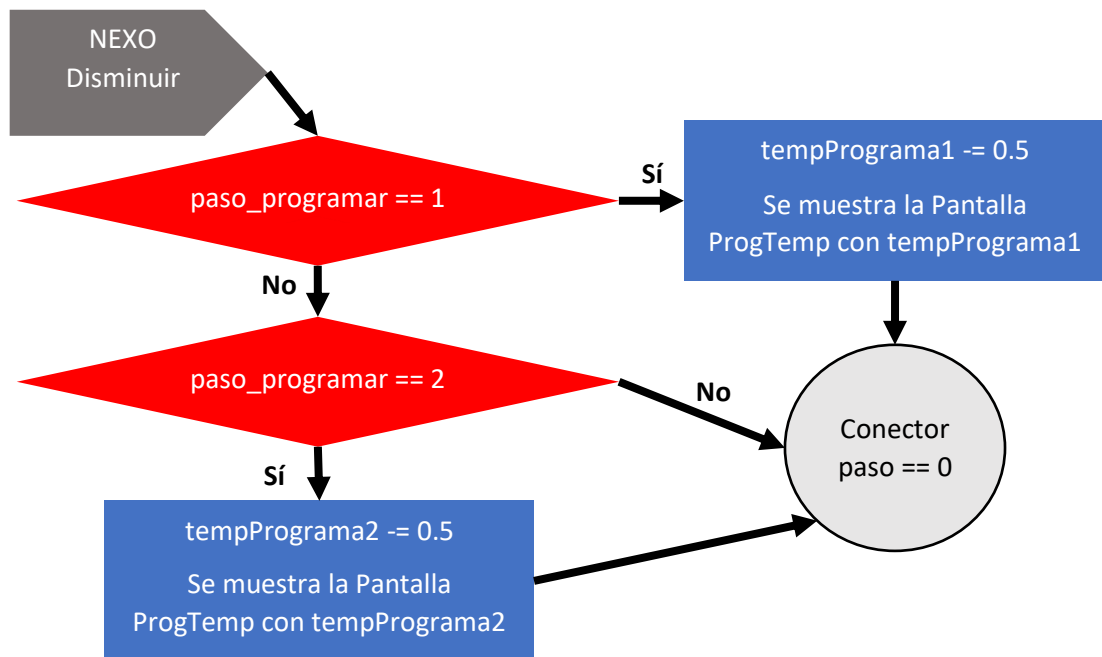 NEXO
Disminuir
paso_programar == 1
Sí
tempPrograma1 -= 0.5
Se muestra la Pantalla
ProgTemp con tempPrograma1
No
paso_programar == 2
No
Conector
paso == 0
Sí
tempPrograma2 -= 0.5
Se muestra la Pantalla
ProgTemp con tempPrograma2